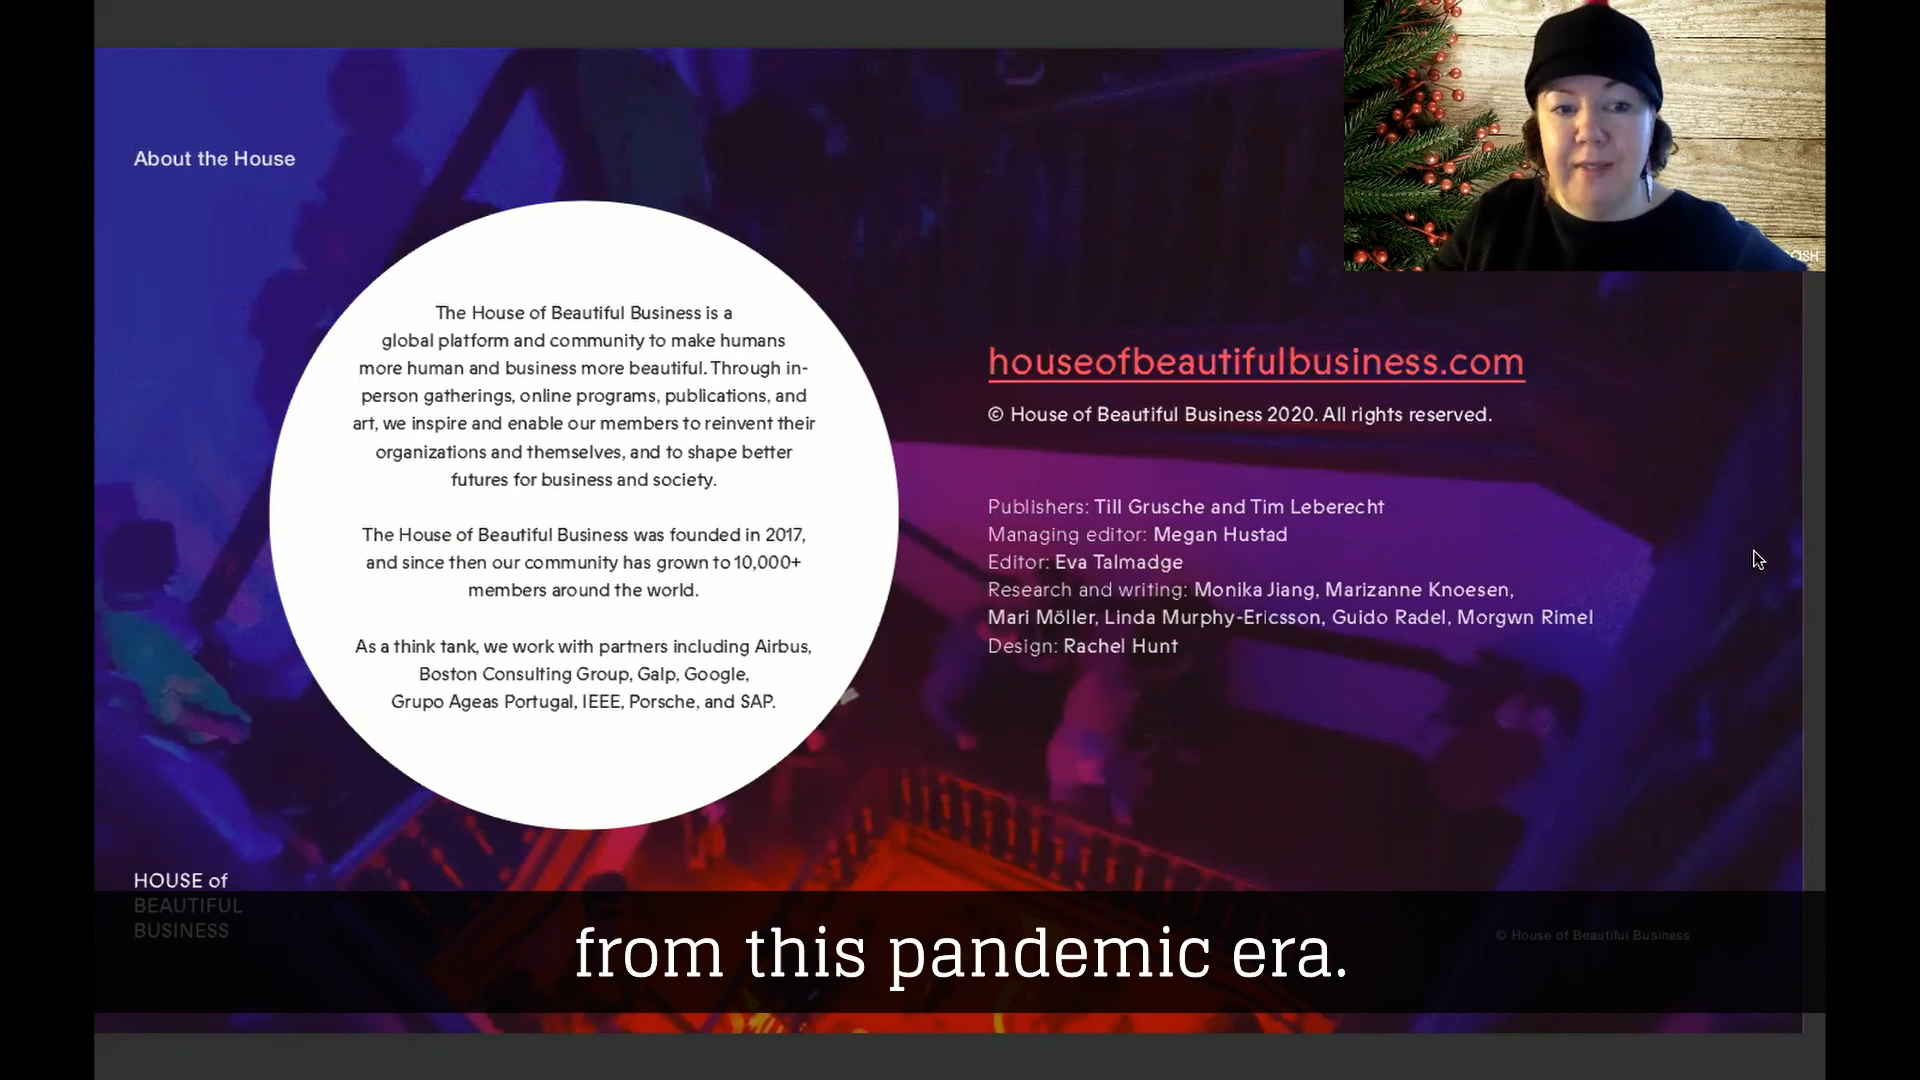 About the House
The House of Beautiful Business is a
global platform and community to make humans
more human and business more beautiful. Through in-
person gatherings, online programs, publications, and
art, we inspire and enable our members to reinvent their
organizations and themselves, and to shape better
futures for business and society.
The House of Beautiful Business was founded in 2017,
and since then our community has grown to 10,000+
members around the world.
As a think tank, we work with partners including Airbus,
Boston Consulting Group, Galp, Google,
Grupo Ageas Portugal, IEEE, Porsche, and SAP.
houseofbeautifulbusiness.com
© House of Beautiful Business 2020. All rights reserved.
Publishers: Till Grusche and Tim Leberecht
Managing editor: Megan Hustad
Editor: Eva Talmadge
Research and writing: Monika Jiang, Marizanne Knoesen,
Mari Möller, Linda Murphy-Ericsson, Guido Radel, Morgwn Rimel
Design: Rachel Hunt
HOUSE of
BEAUTIFUL
BUSINESS
© House of Beautiful Business
from this pandemic era.